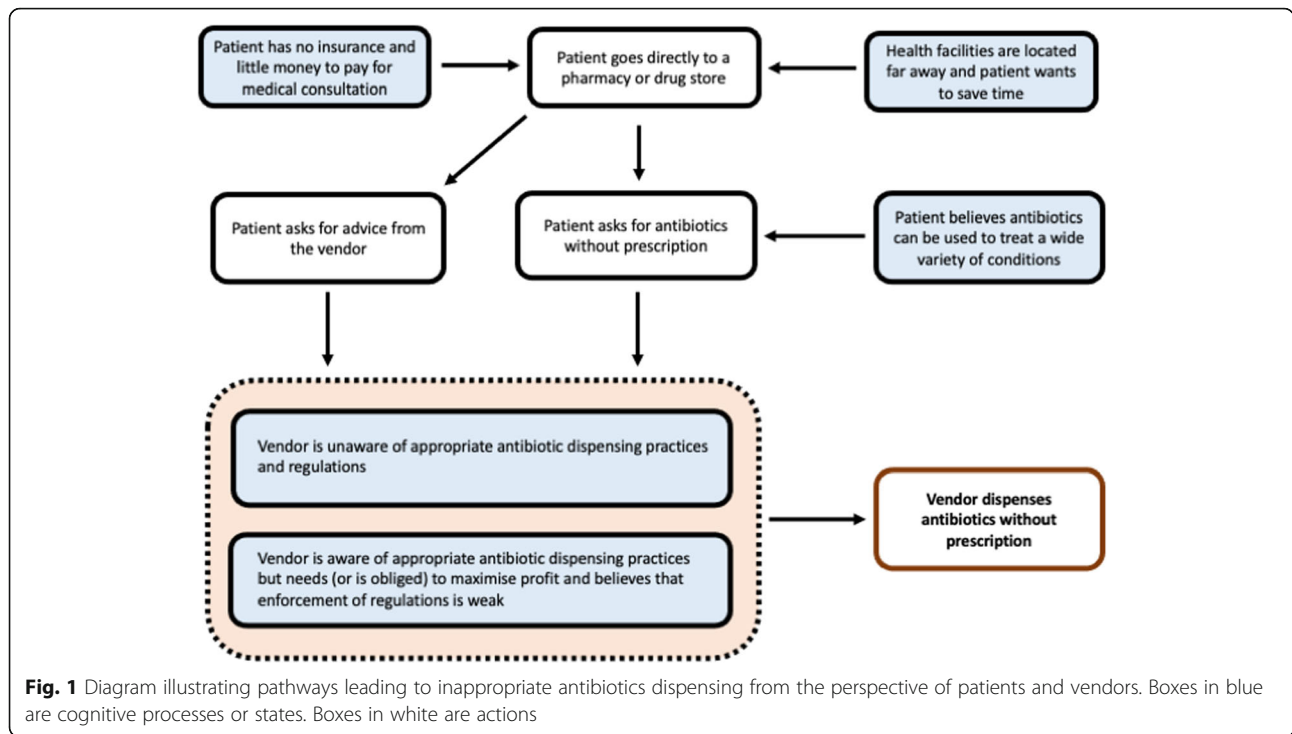 Patient has no insurance and
little money to pay for
medical consultation
Patient goes directly to a
pharmacy or drug store
Health facilities are located
far away and patient wants
to save time
Patient asks for advice from
the vendor
Patient asks for antibiotics
without prescription
Patient believes antibiotics
can be used to treat a wide
variety of conditions
Vendor is unaware of appropriate antibiotic dispensing practices
and regulations
Vendor is aware of appropriate antibiotic dispensing practices
but needs (or is obliged) to maximise profit and believes that
enforcement of regulations is weak
Vendor dispenses
antibiotics without
prescription
Fig. 1 Diagram illustrating pathways leading to inappropriate antibiotics dispensing from the perspective of patients and vendors. Boxes in blue
are cognitive processes or states. Boxes in white are actions